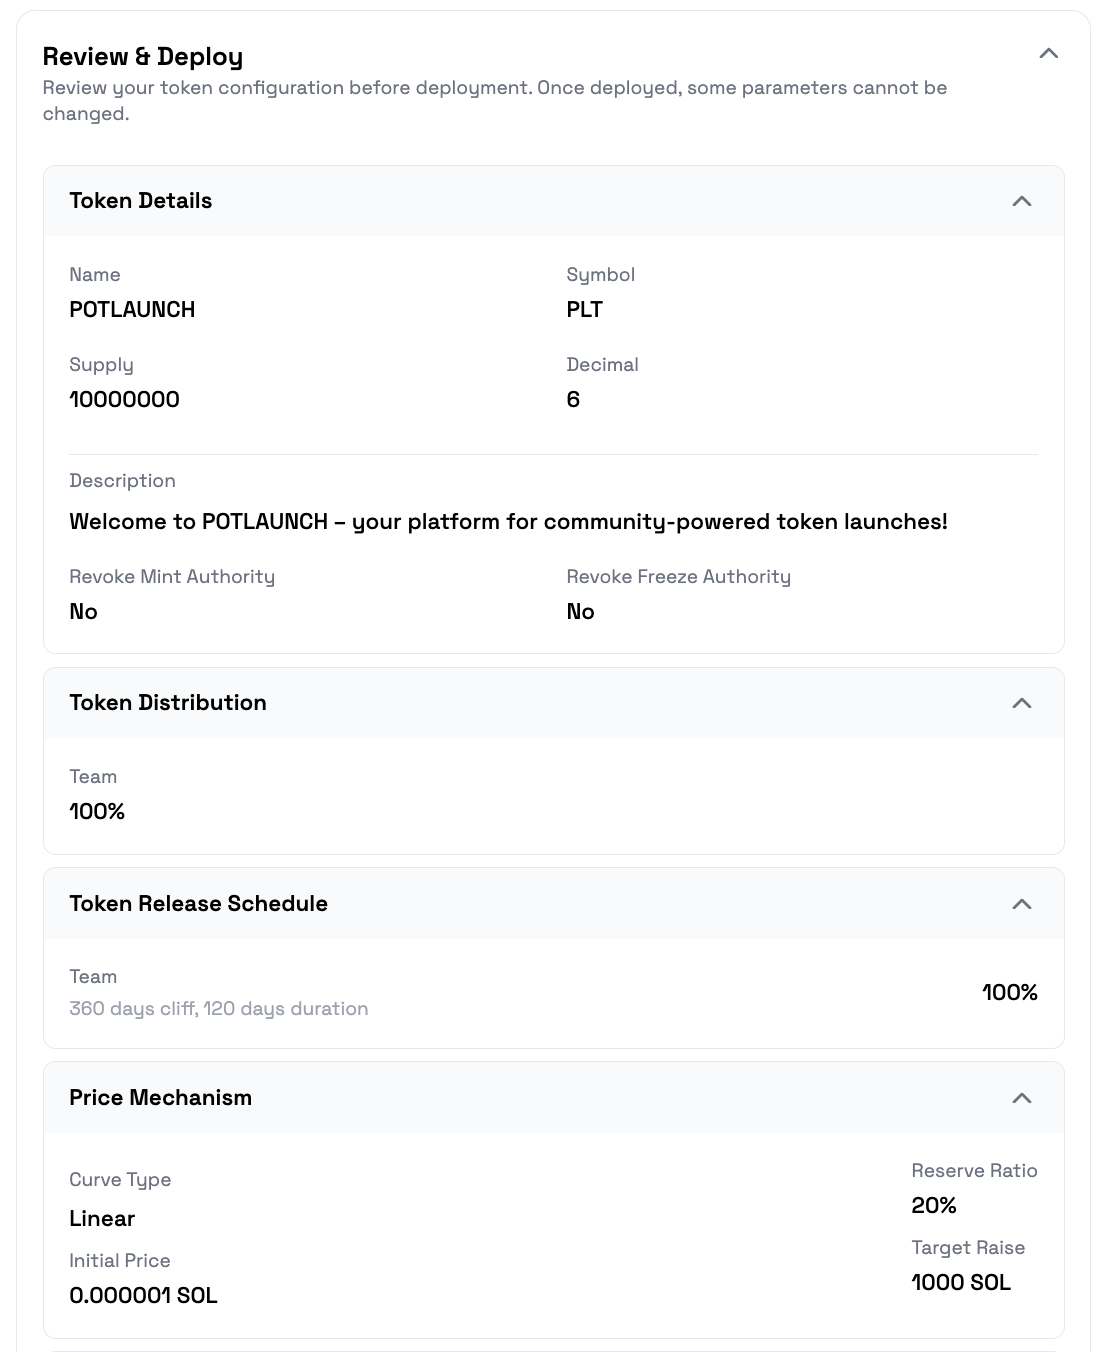 Review & Deploy
Review your token configuration before deployment. Once deployed, some parameters cannot be
changed.
Token Details
Name
POTLAUNCH
Symbol
PLT
Supply
10000000
Decimal
6
Description
Welcome to POTLAUNCH – your platform for community-powered token launches!
Revoke Mint Authority
No
Revoke Freeze Authority
No
Token Distribution
Team
100%
Token Release Schedule
Team
360 days cliff, 120 days duration
100%
Price Mechanism
Curve Type
Linear
Initial Price
0.000001 SOL
Reserve Ratio
20%
Target Raise
1000 SOL